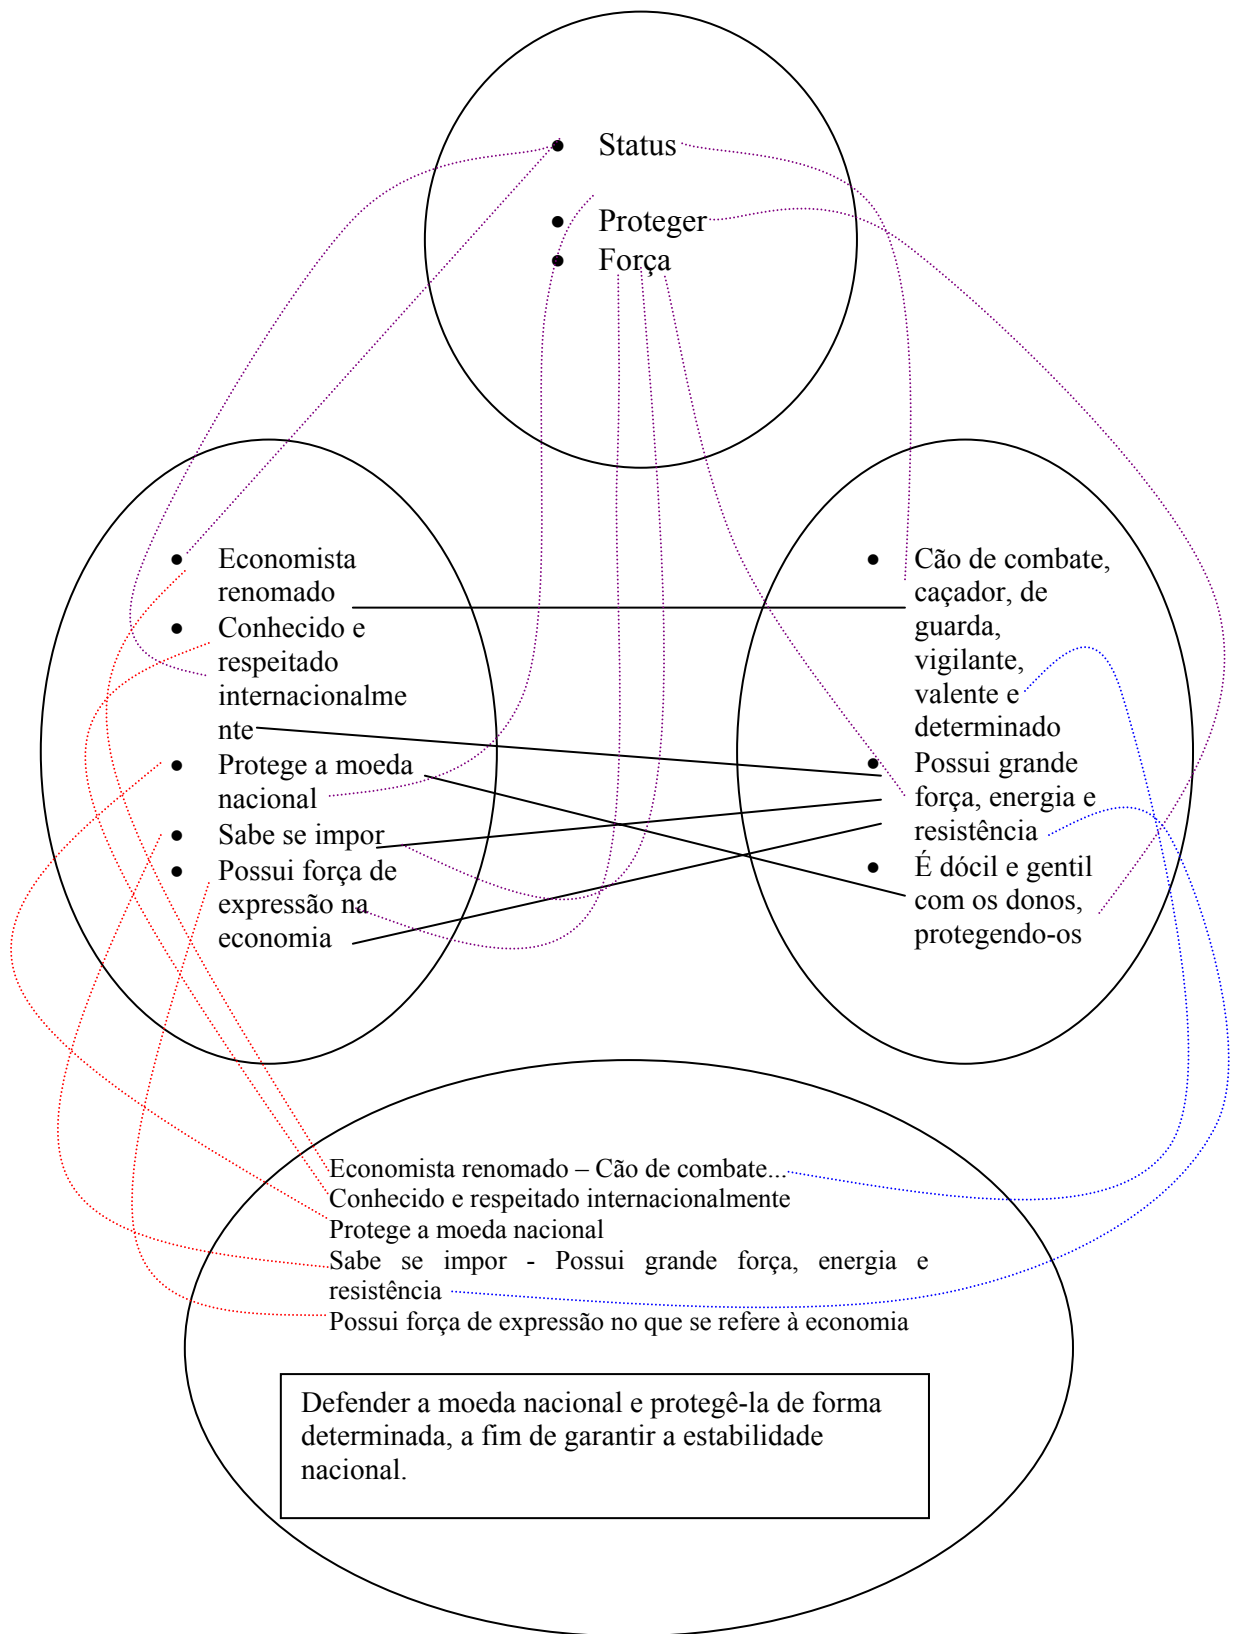 • Status
• Proteger
• Força
• Economista
renomado
• Conhecido e
respeitado
internacionalme
nte
• Protege a moeda
nacional
• Sabe se impor
• Possui força de
expressão na
economia
• Cão de combate,
caçador, de
guarda,
vigilante,
valente e
determinado
• Possui grande
força, energia e
resistência
• É dócil e gentil
com os donos,
protegendo-os
Economista renomado – Cão de combate...
Conhecido e respeitado internacionalmente
Protege a moeda nacional
Sabe se impor - Possui grande força, energia e
resistência
Possui força de expressão no que se refere à economia
Defender a moeda nacional e protegê-la de forma
determinada, a fim de garantir a estabilidade
nacional.